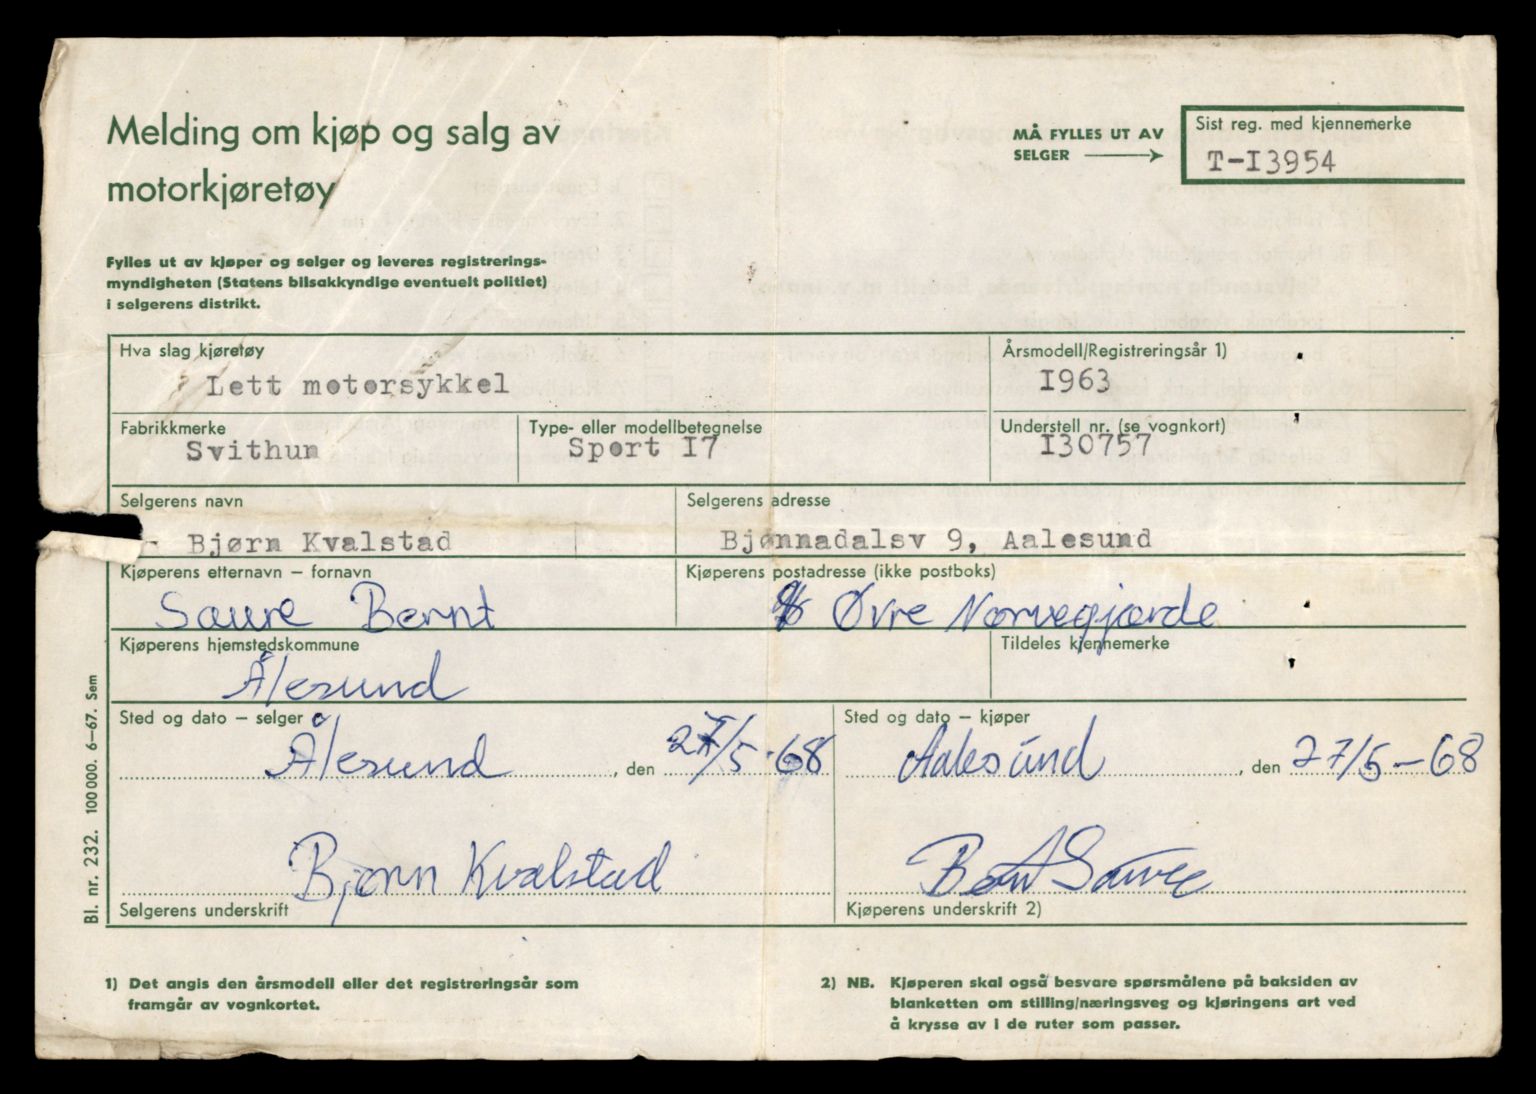 Melding om kjøp og salg av
motorkjøretøy
MÅ FYLLES UT AV
SELGER
Sist reg. med kjennemerke
T-I3954
Fylles ut av kjøper og selger og leveres registrerings-
myndigheten (Statens bilsakkyndige eventuelt politiet)
i selgerens distrikt.
Hva slag kjøretøy
Lett motorsykkel
Årsmodell/Registreringsår 1)
I963
Fabrikkmerke
Svithun
Type- eller modellbetegnelse
Sport I7
Understell nr. (se vognkort)
I30757
Selgerens navn
Bjørn Kvalstad
Selgerens adresse
Bjønnadalsv 9, Aalesund
Kjøperens etternavn – fornavn
Saure Bernt
Kjøperens postadresse (ikke postboks)
Øvre Nørvegjærde
Kjøperens hjemstedskommune
Ålesund
Tildeles kjennemerke
Sted og dato – selger
Ålesund, den 27/5-68
Sted og dato – kjøper
Aalesund, den 27/5-68
Bjørn Kvalstad
Selgerens underskrift
Bernt Saure
Kjøperens underskrift 2)
Bl. nr. 232. 100 000. 6–67. Sem
1) Det angis den årsmodell eller det registreringsår som
framgår av vognkortet.
2) NB. Kjøperen skal også besvare spørsmålene på baksiden av
blanketten om stilling/næringsveg og kjøringens art ved
å krysse av i de ruter som passer.